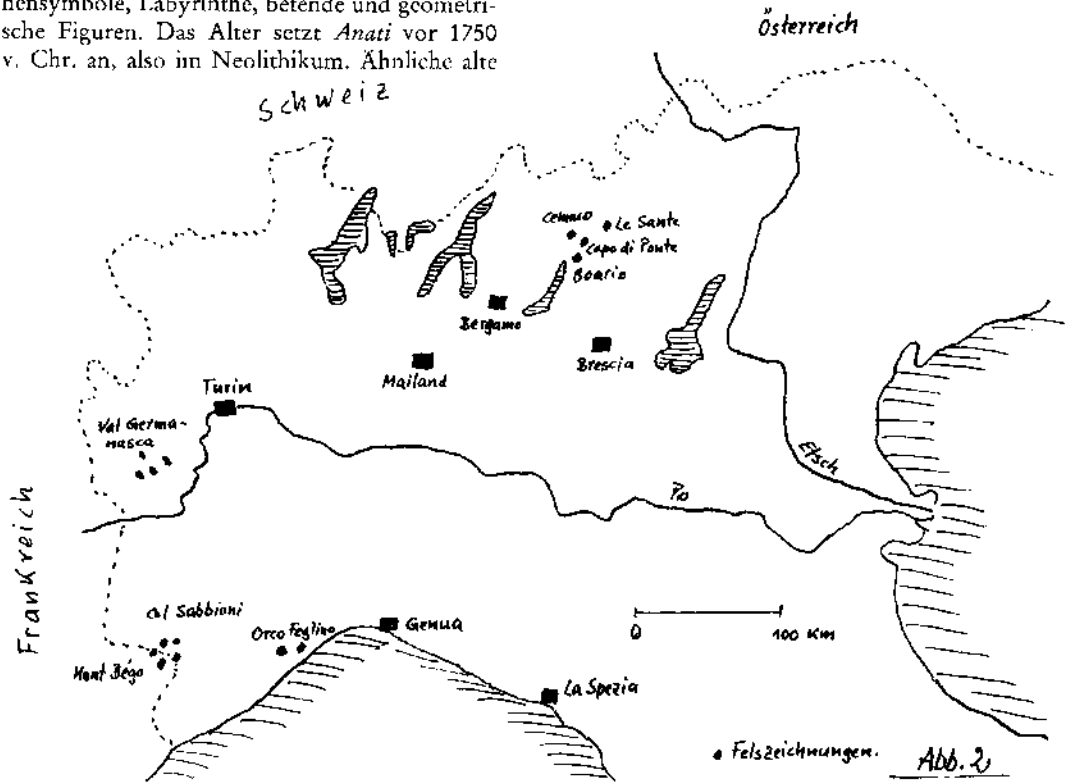 nensymbole, Labyrinthe, betende und geometri-
sche Figuren. Das Alter setzt Anati vor 1750
v. Chr. an, also im Neolithikum. Ähnliche alte
Österreich
Schweiz
Cemmo
Le Sante
Capo di Ponte
Boario
Bergamo
Brescia
Mailand
Turin
Val Germa-
nasca
Etsch
Po
Frankreich
Sabbioni
Orco Feglino
Genua
Mont Bégo
0 100 Km
La Spezia
Felszeichnungen.
Abb. 2